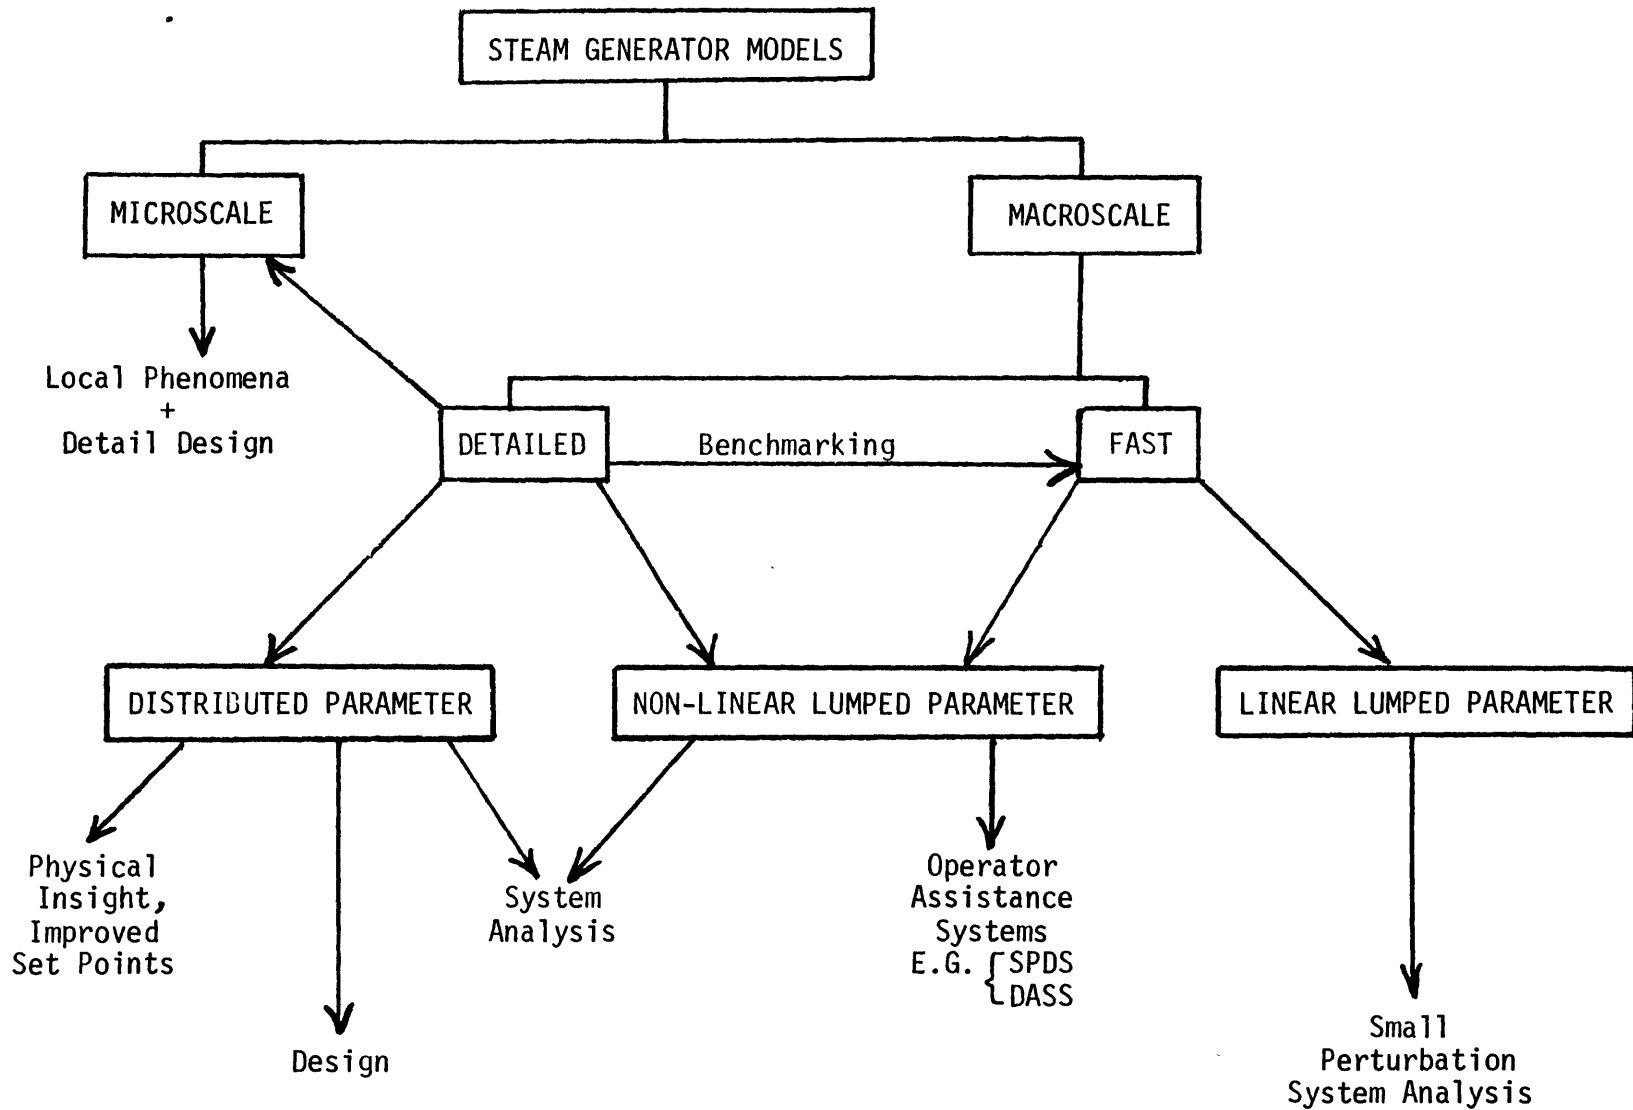 STEAM GENERATOR MODELS
MICROSCALE
MACROSCALE
Local Phenomena
+
Detail Design
DETAILED
Benchmarking
FAST
DISTRIBUTED PARAMETER
NON-LINEAR LUMPED PARAMETER
LINEAR LUMPED PARAMETER
Physical
Insight,
Improved
Set Points
Design
System
Analysis
Operator
Assistance
Systems
E.G. { SPDS
DASS
Small
Perturbation
System Analysis